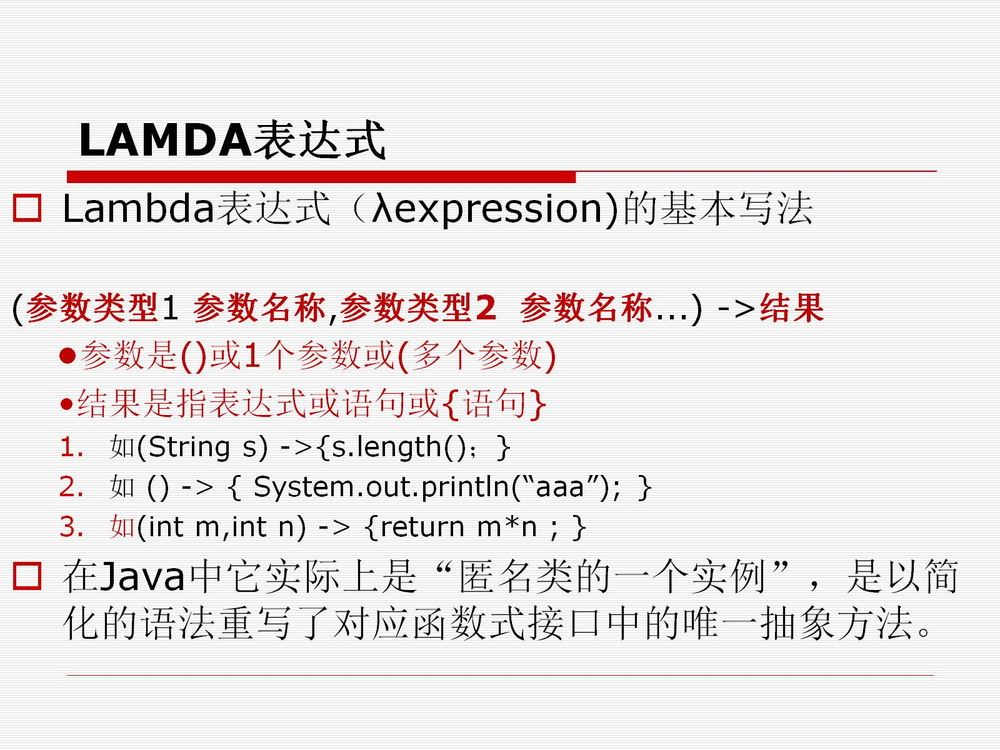 LAMDA表达式
Lambda表达式（λexpression)的基本写法
(参数类型1 参数名称,参数类型2 参数名称...) ->结果
●参数是()或1个参数或(多个参数)
•结果是指表达式或语句或{语句}
1. 如(String s) ->{s.length()；}
2. 如 () -> { System.out.println(“aaa”); }
3. 如(int m,int n) -> {return m*n ; }
在Java中它实际上是“匿名类的一个实例”，是以简
化的语法重写了对应函数式接口中的唯一抽象方法。